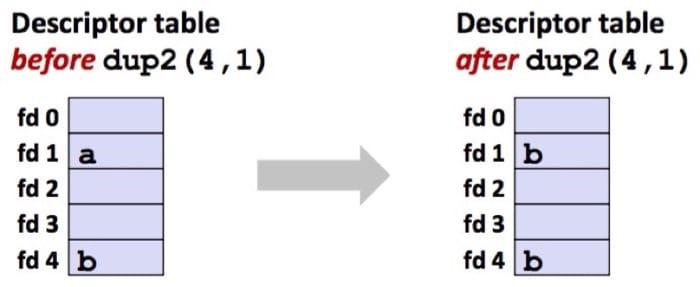 Descriptor table
before dup2(4,1)
fd 0
fd 1 a
fd 2
fd 3
fd 4 b
Descriptor table
after dup2(4,1)
fd 0
fd 1 b
fd 2
fd 3
fd 4 b